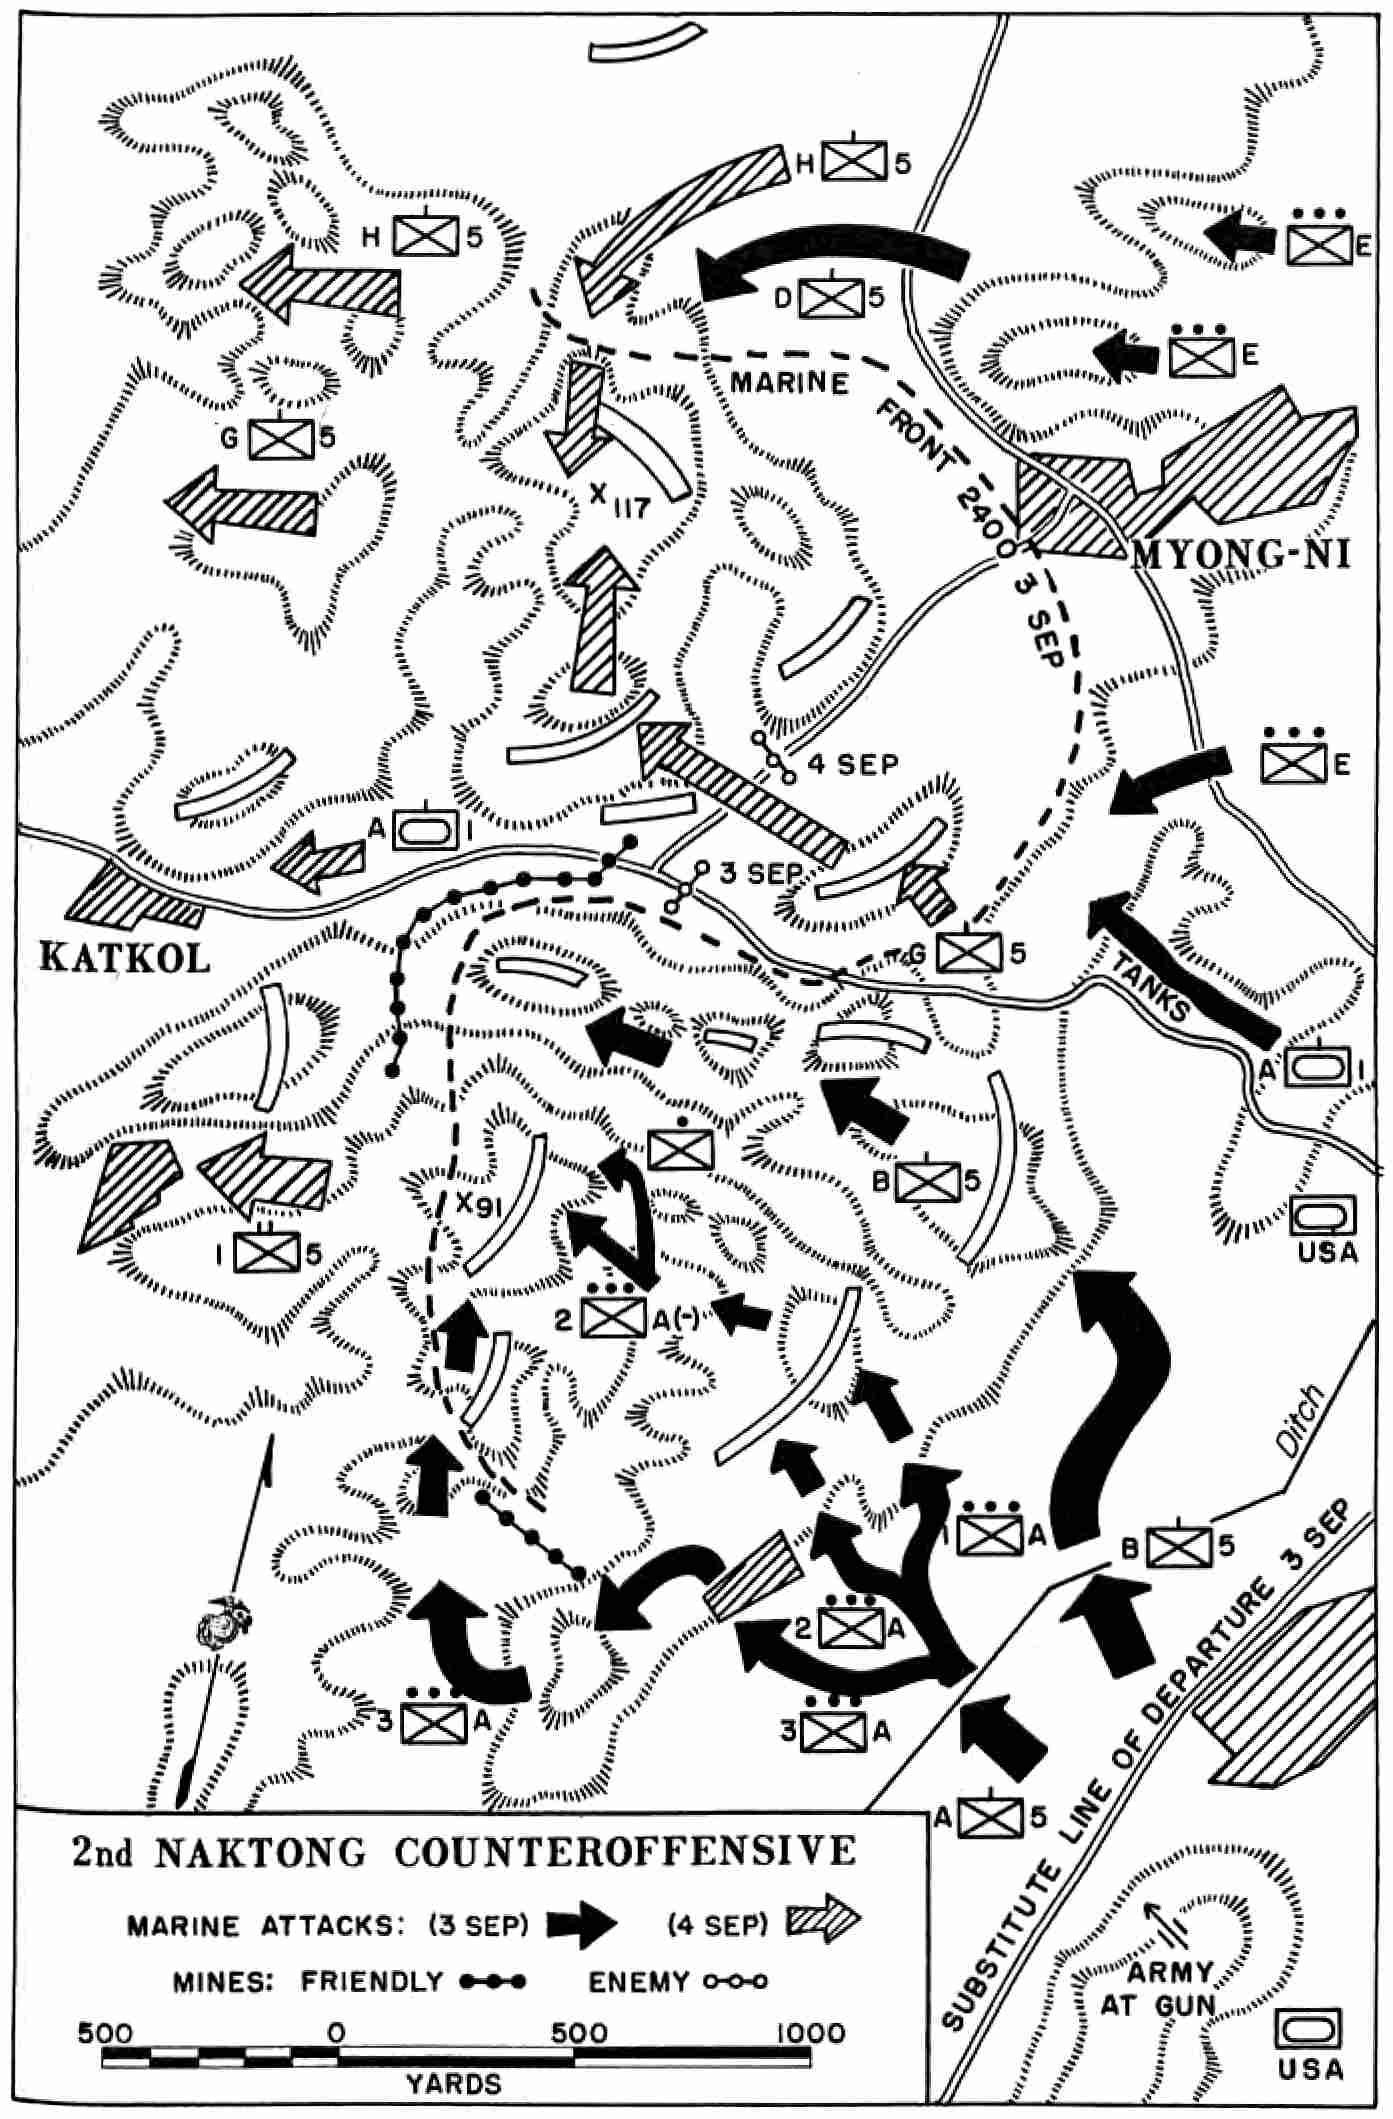 H 5
H 5
E
D 5
E
MARINE
FRONT 2400 3 SEP
G 5
X 117
MYONG-NI
4 SEP
E
A 1
3 SEP
KATKOL
G 5
TANKS
A 1
B 5
X 91
USA
1 5
2 A(-)
Ditch
1 A
B 5
2 A
3 A
3 A
A 5
SUBSTITUTE LINE OF DEPARTURE 3 SEP
2nd NAKTONG COUNTEROFFENSIVE
MARINE ATTACKS: (3 SEP) (4 SEP)
MINES: FRIENDLY ENEMY
500 0 500 1000
YARDS
ARMY
AT GUN
USA